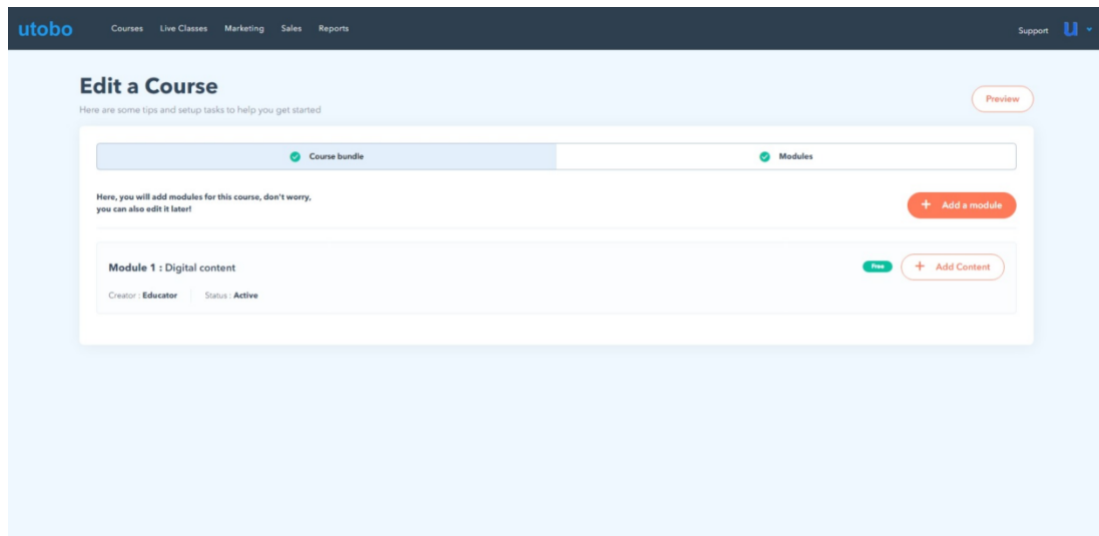 utobo Courses Live Classes Marketing Sales Reports Support
Edit a Course
Here are some tips and setup tasks to help you get started
Preview
Course bundle Modules
Here, you will add modules for this course, don't worry,
you can also edit it later!
+ Add a module
Module 1 : Digital content
Free + Add Content
Creator : Educator Status : Active